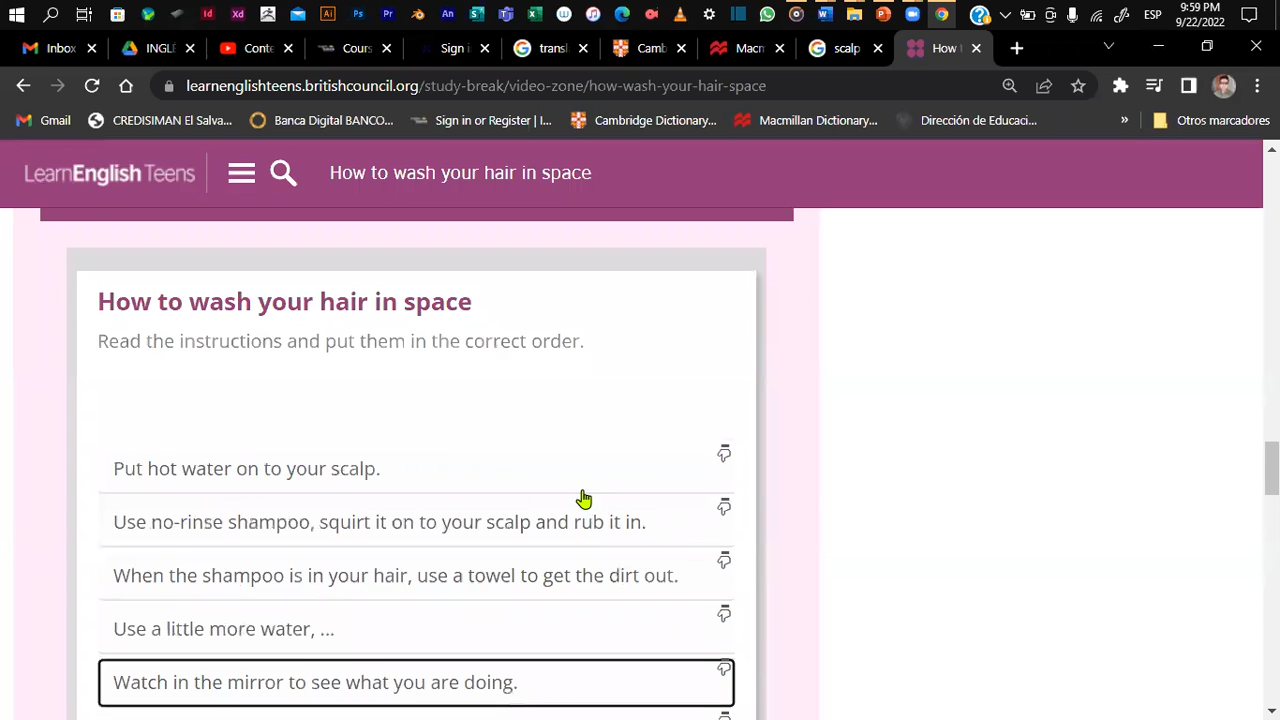 9:59 PM
ESP
9/22/2022
Inbox
INGLE
Conte
Cours
Sign i
transl.
Camb
Macm
scalp
How t
learnenglishteens.britishcouncil.org/study-break/video-zone/how-wash-your-hair-space
Gmail
CREDISIMAN El Salva...
Banca Digital BANCO...
Sign in or Register | I...
Cambridge Dictionary...
Macmillan Dictionary...
Dirección de Educaci...
»
Otros marcadores
LearnEnglish Teens
How to wash your hair in space
How to wash your hair in space
Read the instructions and put them in the correct order.
Put hot water on to your scalp.
Use no-rinse shampoo, squirt it on to your scalp and rub it in.
When the shampoo is in your hair, use a towel to get the dirt out.
Use a little more water, ...
Watch in the mirror to see what you are doing.